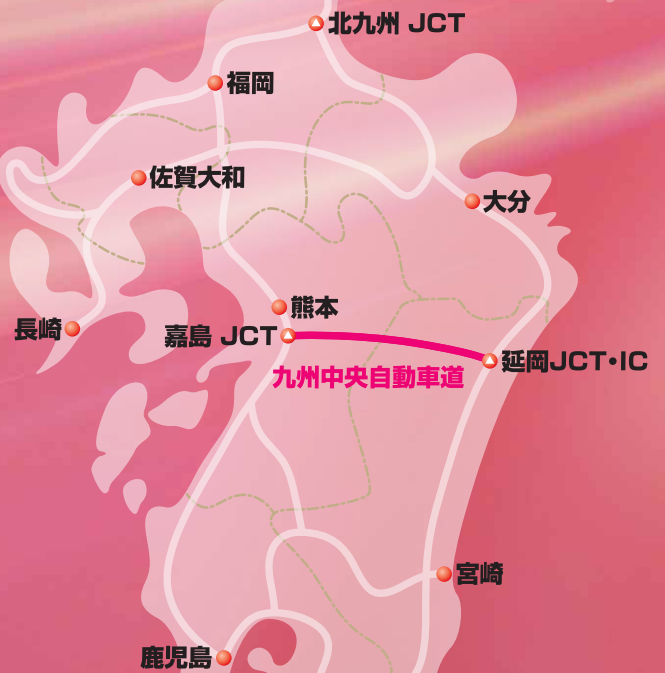 北九州 JCT
福岡
佐賀大和
大分
熊本
長崎
嘉島 JCT
延岡JCT・IC
九州中央自動車道
宮崎
鹿児島